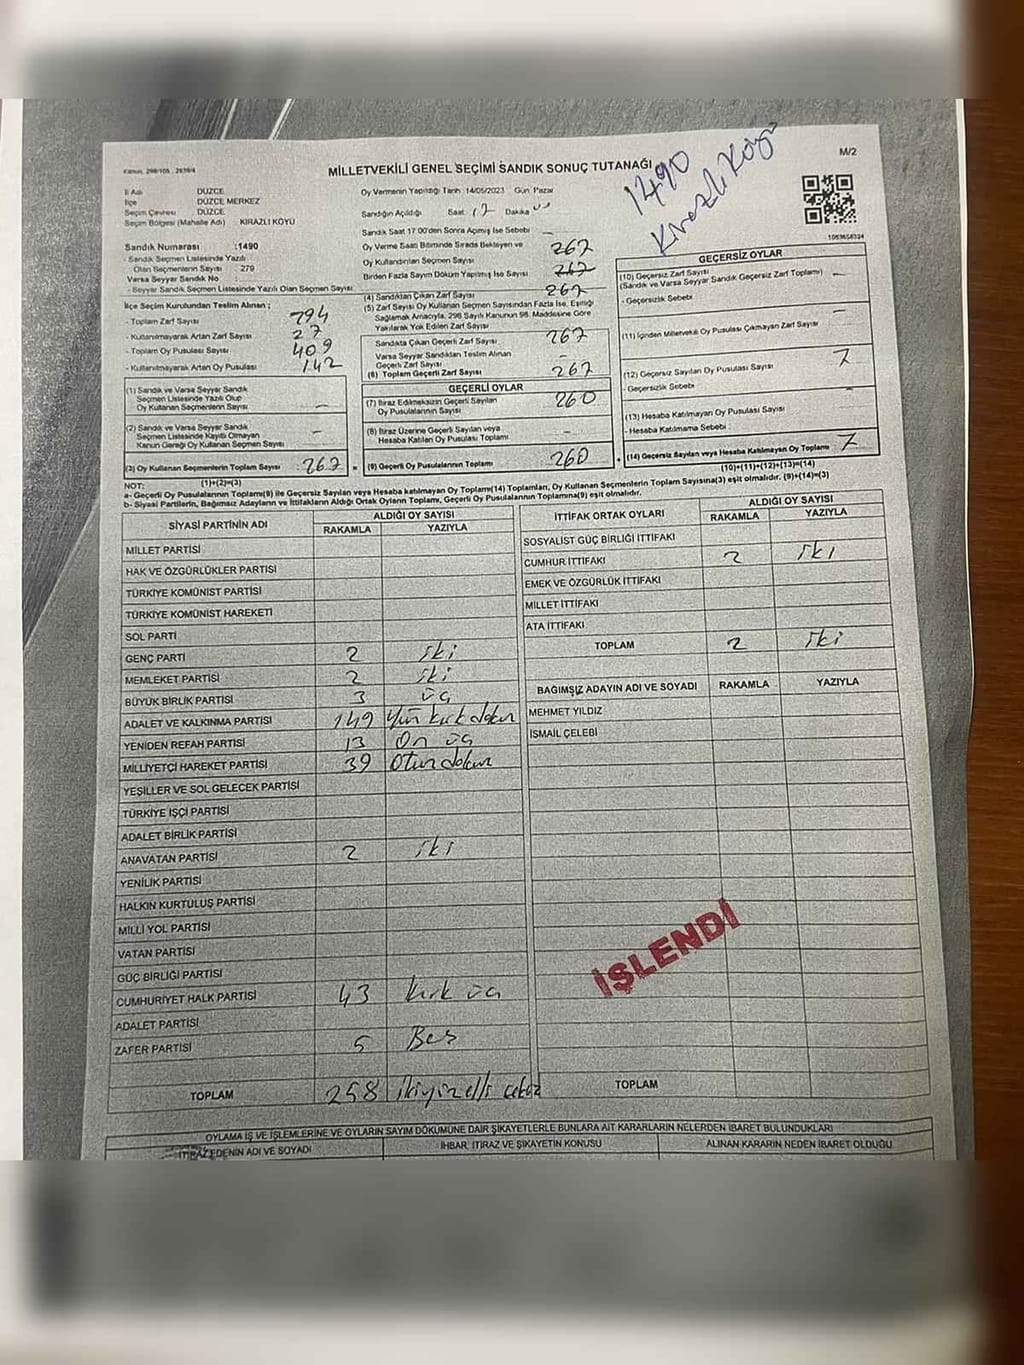 1490
Kirazlı Köyü
Kanun, 298/105 , 2839/4
MİLLETVEKİLİ GENEL SEÇİMİ SANDIK SONUÇ TUTANAĞI
M/2
İl Adı DÜZCE
İlçe DÜZCE MERKEZ
Seçim Çevresi DÜZCE
Seçim Bölgesi (Mahalle Adı) KİRAZLI KÖYÜ
Sandık Numarası :1490
- Sandık Seçmen Listesinde Yazılı
Olan Seçmenlerin Sayısı : 279
Varsa Seyyar Sandık No :
- Seyyar Sandık Seçmen Listesinde Yazılı Olan Seçmen Sayısı
Oy Vermenin Yapıldığı Tarih 14/05/2023 Gün Pazar
Sandığın Açıldığı Saat 17 Dakika
Sandık Saat 17:00'den Sonra Açılmış İse Sebebi —
Oy Verme Saati Bitiminde Sırada Bekleyen ve
Oy Kullandırılan Seçmen Sayısı 267
Birden Fazla Sayım Döküm Yapılmış İse Sayısı 267
1083658324
İlçe Seçim Kurulundan Teslim Alınan ;
- Toplam Zarf Sayısı 294
- Kullanılmayarak Artan Zarf Sayısı 27
- Toplam Oy Pusulası Sayısı 409
- Kullanılmayarak Artan Oy Pusulası 142
(1) Sandık ve Varsa Seyyar Sandık
Seçmen Listesinde Yazılı Olup
Oy Kullanan Seçmenlerin Sayısı —
(2) Sandık ve Varsa Seyyar Sandık
Seçmen Listesinde Kayıtlı Olmayan
Kanun Gereği Oy Kullanan Seçmen Sayısı —
(3) Oy Kullanan Seçmenlerin Toplam Sayısı : 267
(1)+(2)=(3)
(4) Sandıktan Çıkan Zarf Sayısı 267
(5) Zarf Sayısı Oy Kullanan Seçmen Sayısından Fazla İse, Eşitliği
Sağlamak Amacıyla, 298 Sayılı Kanunun 98. Maddesine Göre
Yakılarak Yok Edilen Zarf Sayısı
Sandıkta Çıkan Geçerli Zarf Sayısı 267
Varsa Seyyar Sandıktan Teslim Alınan
Geçerli Zarf Sayısı —
(6) Toplam Geçerli Zarf Sayısı 267
GEÇERLİ OYLAR
(7) İtiraz Edilmeksizin Geçerli Sayılan
Oy Pusulalarının Sayısı 260
(8) İtiraz Üzerine Geçerli Sayılan veya
Hesaba Katılan Oy Pusulası Toplamı —
(9) Geçerli Oy Pusulalarının Toplamı 260
GEÇERSİZ OYLAR
(10) Geçersiz Zarf Sayısı
(Sandık ve Varsa Seyyar Sandık Geçersiz Zarf Toplamı) —
- Geçersizlik Sebebi
(11) İçinden Milletvekili Oy Pusulası Çıkmayan Zarf Sayısı —
(12) Geçersiz Sayılan Oy Pusulası Sayısı 7
- Geçersizlik Sebebi
(13) Hesaba Katılmayan Oy Pusulası Sayısı —
- Hesaba Katılmama Sebebi
(14) Geçersiz Sayılan veya Hesaba Katılmayan Oy Toplamı 7
(10)+(11)+(12)+(13)=(14)
NOT:
a- Geçerli Oy Pusulalarının Toplamı(9) ile Geçersiz Sayılan veya Hesaba katılmayan Oy Toplamı(14) Toplamları, Oy Kullanan Seçmenlerin Toplam Sayısına(3) eşit olmalıdır. (9)+(14)=(3)
b- Siyasi Partilerin, Bağımsız Adayların ve İttifakların Aldığı Ortak Oyların Toplamı, Geçerli Oy Pusulalarının Toplamına(9) eşit olmalıdır.
SİYASİ PARTİNİN ADI ALDIĞI OY SAYISI
RAKAMLA YAZIYLA
MİLLET PARTİSİ
HAK VE ÖZGÜRLÜKLER PARTİSİ
TÜRKİYE KOMÜNİST PARTİSİ
TÜRKİYE KOMÜNİST HAREKETİ
SOL PARTİ
GENÇ PARTİ 2 iki
MEMLEKET PARTİSİ 2 iki
BÜYÜK BİRLİK PARTİSİ 3 üç
ADALET VE KALKINMA PARTİSİ 149 Yüz kırk dokuz
YENİDEN REFAH PARTİSİ 13 On üç
MİLLİYETÇİ HAREKET PARTİSİ 39 Otuz dokuz
YEŞİLLER VE SOL GELECEK PARTİSİ
TÜRKİYE İŞÇİ PARTİSİ
ADALET BİRLİK PARTİSİ
ANAVATAN PARTİSİ 2 iki
YENİLİK PARTİSİ
HALKIN KURTULUŞ PARTİSİ
MİLLİ YOL PARTİSİ
VATAN PARTİSİ
GÜÇ BİRLİĞİ PARTİSİ
CUMHURİYET HALK PARTİSİ 43 kırk üç
ADALET PARTİSİ
ZAFER PARTİSİ 5 Beş
TOPLAM 258 ikiyüzelli sekiz
İTTİFAK ORTAK OYLARI ALDIĞI OY SAYISI
RAKAMLA YAZIYLA
SOSYALİST GÜÇ BİRLİĞİ İTTİFAKI
CUMHUR İTTİFAKI 2 iki
EMEK VE ÖZGÜRLÜK İTTİFAKI
MİLLET İTTİFAKI
ATA İTTİFAKI
TOPLAM 2 iki
BAĞIMSIZ ADAYIN ADI VE SOYADI RAKAMLA YAZIYLA
MEHMET YILDIZ
İSMAİL ÇELEBİ
İŞLENDİ
TOPLAM
OYLAMA İŞ VE İŞLEMLERİNE VE OYLARIN SAYIM DÖKÜMÜNE DAİR ŞİKAYETLERLE BUNLARA AİT KARARLARIN NELERDEN İBARET BULUNDUKLARI
İTİRAZ EDENİN ADI VE SOYADI İHBAR, İTİRAZ VE ŞİKAYETİN KONUSU ALINAN KARARIN NEDEN İBARET OLDUĞU